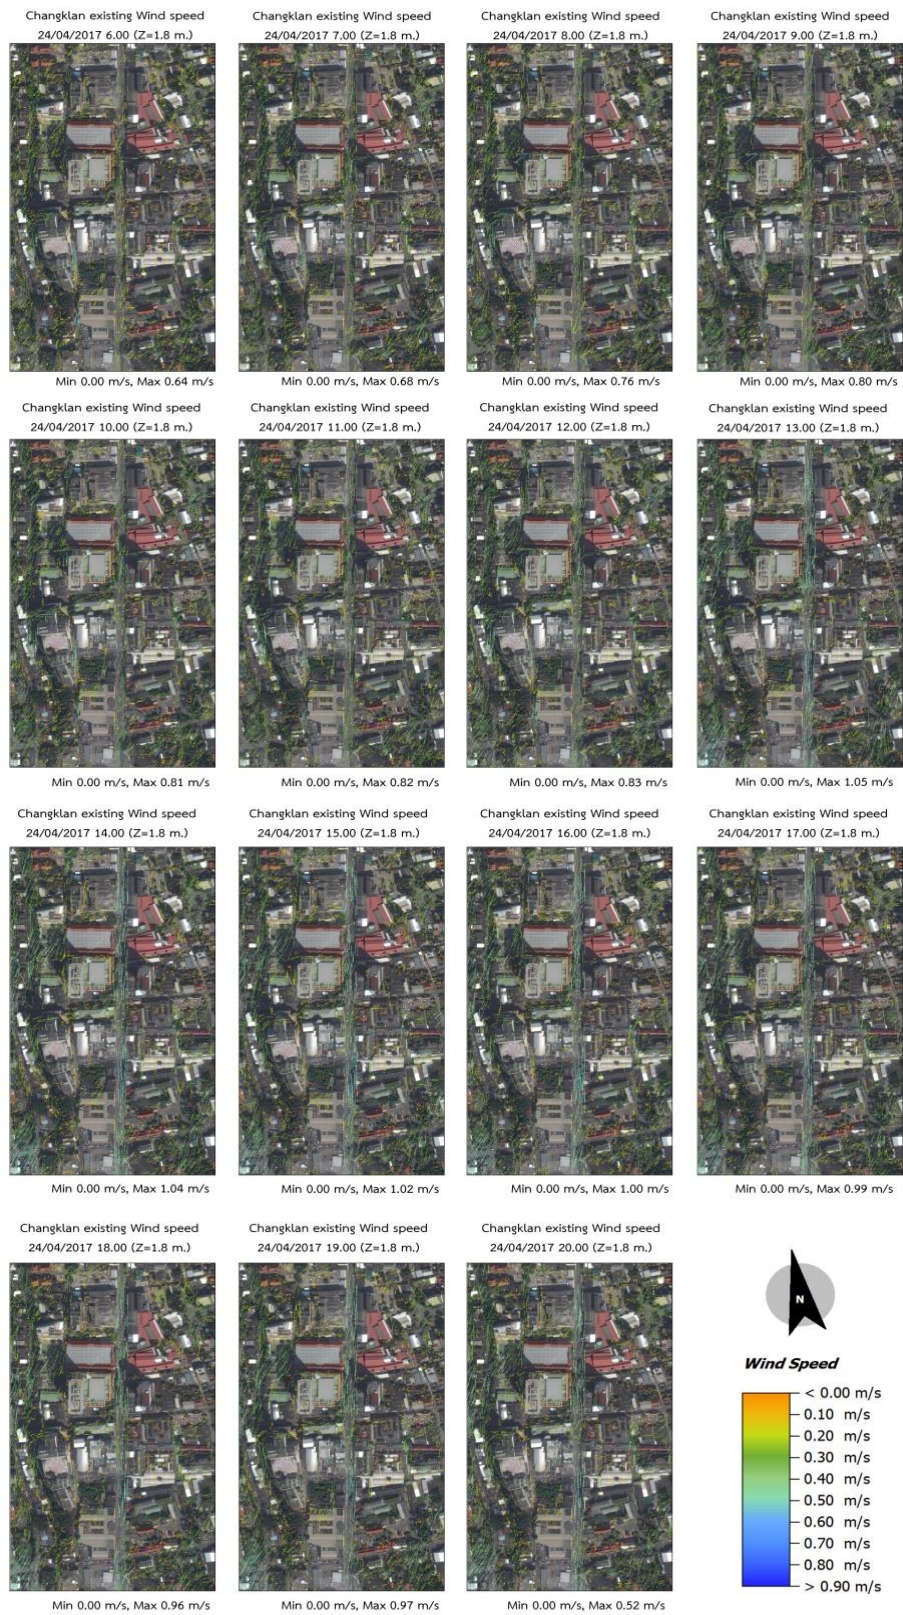 Changklan existing Wind speed
24/04/2017 6.00 (Z=1.8 m.)
Min 0.00 m/s, Max 0.64 m/s
Changklan existing Wind speed
24/04/2017 7.00 (Z=1.8 m.)
Min 0.00 m/s, Max 0.68 m/s
Changklan existing Wind speed
24/04/2017 8.00 (Z=1.8 m.)
Min 0.00 m/s, Max 0.76 m/s
Changklan existing Wind speed
24/04/2017 9.00 (Z=1.8 m.)
Min 0.00 m/s, Max 0.80 m/s
Changklan existing Wind speed
24/04/2017 10.00 (Z=1.8 m.)
Min 0.00 m/s, Max 0.81 m/s
Changklan existing Wind speed
24/04/2017 11.00 (Z=1.8 m.)
Min 0.00 m/s, Max 0.82 m/s
Changklan existing Wind speed
24/04/2017 12.00 (Z=1.8 m.)
Min 0.00 m/s, Max 0.83 m/s
Changklan existing Wind speed
24/04/2017 13.00 (Z=1.8 m.)
Min 0.00 m/s, Max 1.05 m/s
Changklan existing Wind speed
24/04/2017 14.00 (Z=1.8 m.)
Min 0.00 m/s, Max 1.04 m/s
Changklan existing Wind speed
24/04/2017 15.00 (Z=1.8 m.)
Min 0.00 m/s, Max 1.02 m/s
Changklan existing Wind speed
24/04/2017 16.00 (Z=1.8 m.)
Min 0.00 m/s, Max 1.00 m/s
Changklan existing Wind speed
24/04/2017 17.00 (Z=1.8 m.)
Min 0.00 m/s, Max 0.99 m/s
Changklan existing Wind speed
24/04/2017 18.00 (Z=1.8 m.)
Min 0.00 m/s, Max 0.96 m/s
Changklan existing Wind speed
24/04/2017 19.00 (Z=1.8 m.)
Min 0.00 m/s, Max 0.97 m/s
Changklan existing Wind speed
24/04/2017 20.00 (Z=1.8 m.)
Min 0.00 m/s, Max 0.52 m/s
N
Wind Speed
< 0.00 m/s
0.10 m/s
0.20 m/s
0.30 m/s
0.40 m/s
0.50 m/s
0.60 m/s
0.70 m/s
0.80 m/s
> 0.90 m/s